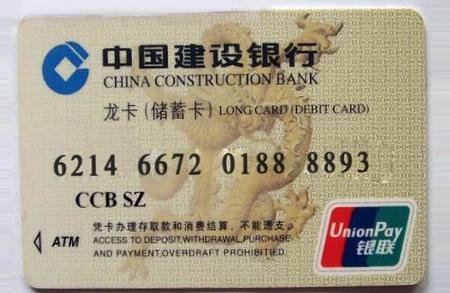 中国建设银行
CHINA CONSTRUCTION BANK
龙卡（储蓄卡）LONG CARD (DEBIT CARD)
6214 6672 0188 8893
CCB SZ
凭卡办理存取款和消费结算，不能透支。
ATM ACCESS TO DEPOSIT,WITHDRAWAL,PURCHASE
AND PAYMENT,OVERDRAFT PROHIBITIED.
UnionPay
银联